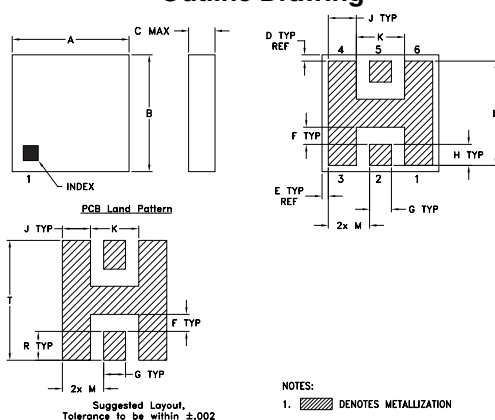 Outline Drawing
A
C MAX
B
1
INDEX
D TYP
REF
J TYP
K
4 5 6
F TYP
H TYP
3 2 1
E TYP
REF
G TYP
2x M
PCB Land Pattern
J TYP
K
T
F TYP
R TYP
G TYP
2x M
Suggested Layout,
Tolerance to be within ±.002
NOTES:
1. DENOTES METALLIZATION